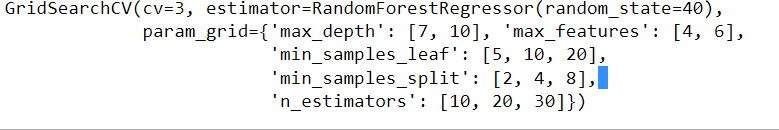 GridSearchCV(cv=3, estimator=RandomForestRegressor(random_state=40),
             param_grid={'max_depth': [7, 10], 'max_features': [4, 6],
                         'min_samples_leaf': [5, 10, 20],
                         'min_samples_split': [2, 4, 8],
                         'n_estimators': [10, 20, 30]})